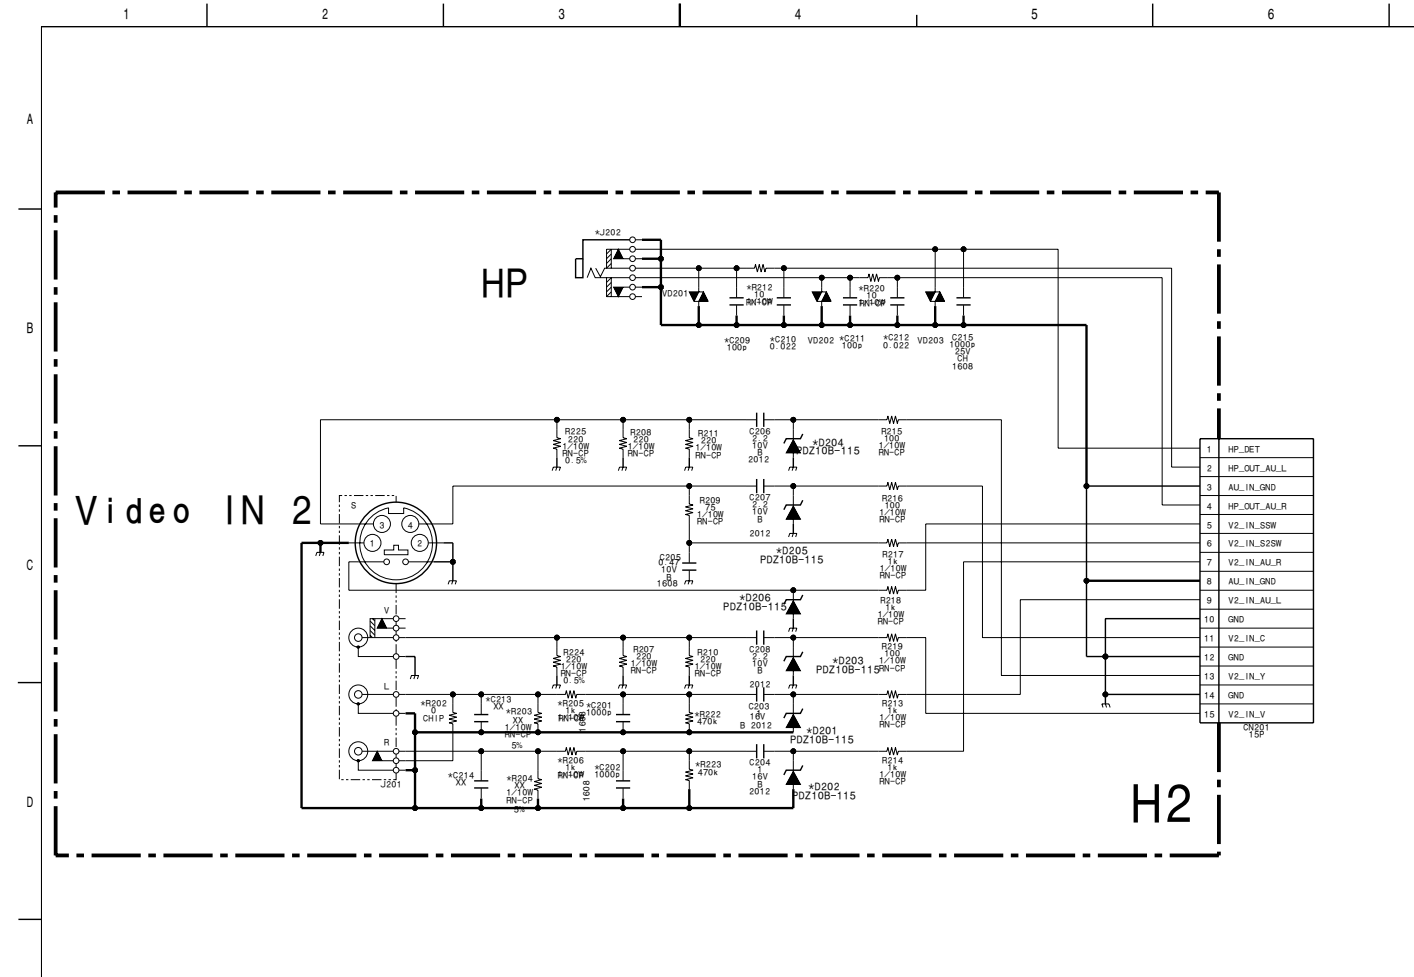 1 2 3 4 5 6
A
B
C
D
HP
*J202
VD201
*R212
10
RN-CP
*R220
10
RN-CP
*C209
100p
*C210
0.022
VD202
*C211
100p
*C212
0.022
VD203
C215
1000p
25V
CH
1608
Video IN 2
R225
220
1/10W
RN-CP
0.5%
R208
220
1/10W
RN-CP
R211
220
1/10W
RN-CP
C206
2.2
10V
B
2012
*D204
PDZ10B-115
R215
100
1/10W
RN-CP
R209
75
1/10W
RN-CP
C207
2.2
10V
B
2012
*D205
PDZ10B-115
R216
100
1/10W
RN-CP
C205
0.47
10V
B
1608
R217
1k
1/10W
RN-CP
*D206
PDZ10B-115
R218
1k
1/10W
RN-CP
S
3
4
1
2
V
L
R
J201
R224
220
1/10W
RN-CP
0.5%
R207
220
1/10W
RN-CP
R210
220
1/10W
RN-CP
C208
2.2
10V
B
2012
*D203
PDZ10B-115
R219
100
1/10W
RN-CP
*R202
0
CHIP
*C213
XX
*R203
XX
1/10W
RN-CP
5%
*R205
1k
RN-CP
1608
*C201
1000p
*R222
470k
C203
1
16V
B 2012
*D201
PDZ10B-115
R213
1k
1/10W
RN-CP
*C214
XX
*R204
XX
1/10W
RN-CP
5%
*R206
1k
RN-CP
1608
*C202
1000p
*R223
470k
C204
1
16V
B
2012
*D202
PDZ10B-115
R214
1k
1/10W
RN-CP
1 HP_DET
2 HP_OUT_AU_L
3 AU_IN_GND
4 HP_OUT_AU_R
5 V2_IN_SSW
6 V2_IN_S2SW
7 V2_IN_AU_R
8 AU_IN_GND
9 V2_IN_AU_L
10 GND
11 V2_IN_C
12 GND
13 V2_IN_Y
14 GND
15 V2_IN_V
CN201
15P
H2